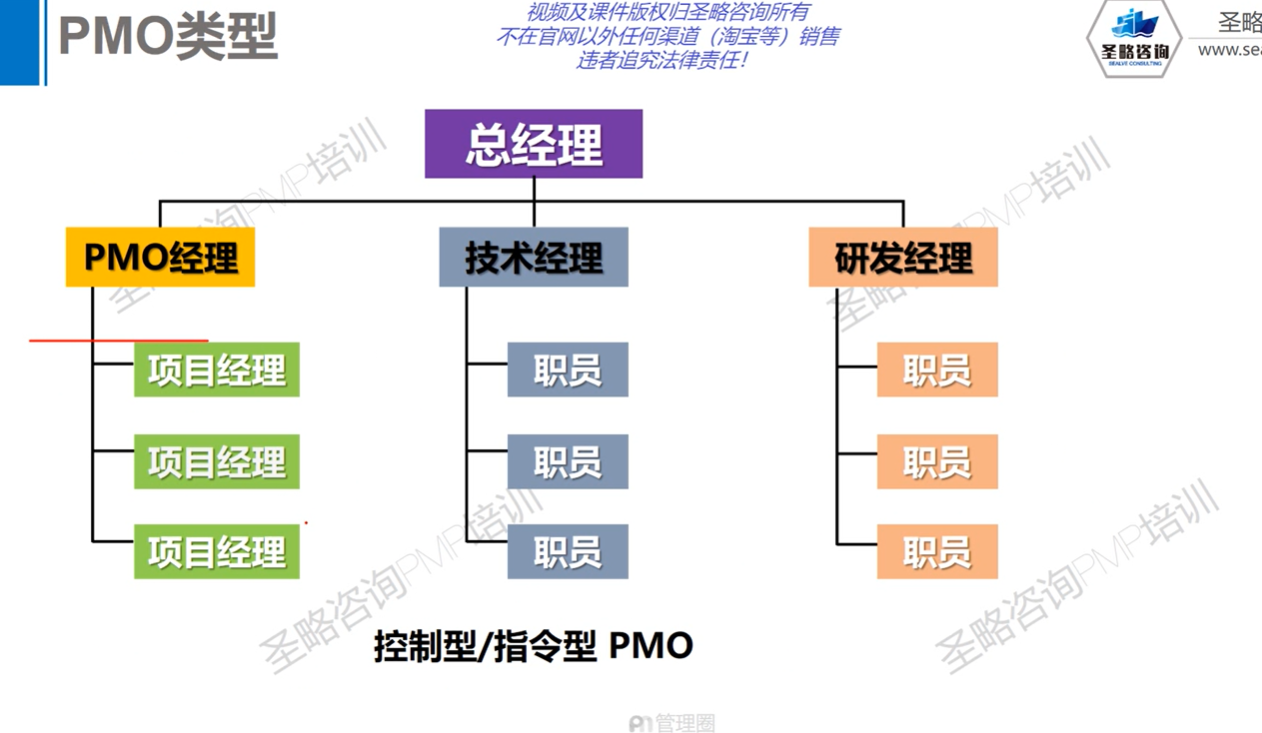 PMO类型
视频及课件版权归圣略咨询所有
不在官网以外任何渠道（淘宝等）销售
违者追究法律责任！
圣略咨询
SEALVE CONSULTING
圣略
www.sea
总经理
PMO经理
技术经理
研发经理
项目经理
职员
职员
项目经理
职员
职员
项目经理
职员
职员
控制型/指令型 PMO
圣略咨询PMP培训
圣略咨询PMP培训
圣略咨询PMP培训
圣略咨询PMP培训
管理圈